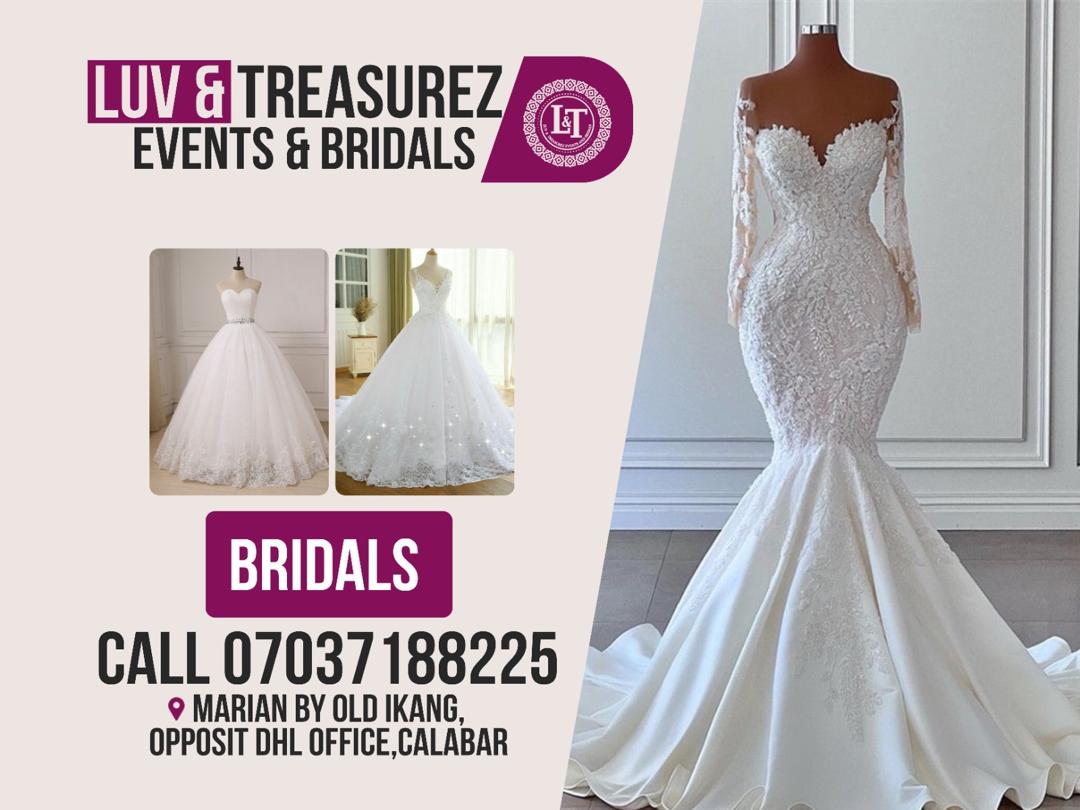 LUV & TREASUREZ
EVENTS & BRIDALS
L&T
BRIDALS
CALL 07037188225
MARIAN BY OLD IKANG,
OPPOSIT DHL OFFICE,CALABAR